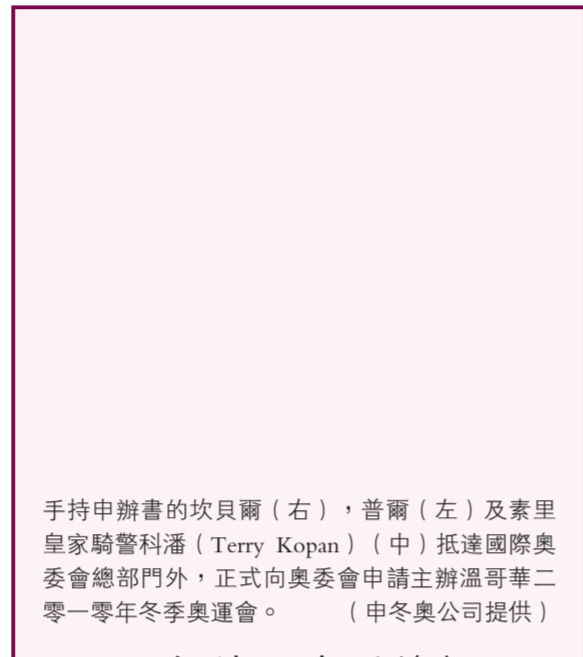 手持申辦書的坎貝爾（右），普爾（左）及素里
皇家騎警科潘（Terry Kopan）（中）抵達國際奧
委會總部門外，正式向奧委會申請主辦溫哥華二
零一零年冬季奧運會。　　（申冬奧公司提供）